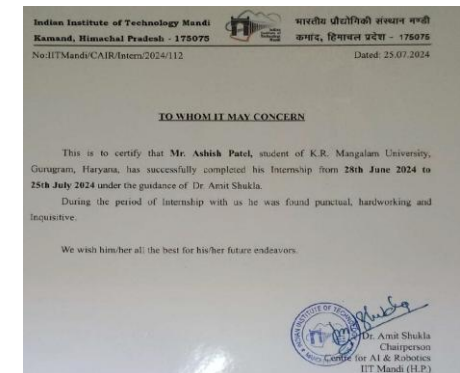 Indian Institute of Technology Mandi
Kamand, Himachal Pradesh - 175075
भारतीय प्रौद्योगिकी संस्थान मण्डी
कमांद, हिमाचल प्रदेश - 175075
No:IITMandi/CAIR/Intern/2024/112 Dated: 25.07.2024
TO WHOM IT MAY CONCERN
This is to certify that Mr. Ashish Patel, student of K.R. Mangalam University,
Gurugram, Haryana, has successfully completed his Internship from 28th June 2024 to
25th July 2024 under the guidance of Dr. Amit Shukla.
During the period of Internship with us he was found punctual, hardworking and
Inquisitive.
We wish him/her all the best for his/her future endeavors.
Dr. Amit Shukla
Chairperson
Centre for AI & Robotics
IIT Mandi (H.P.)